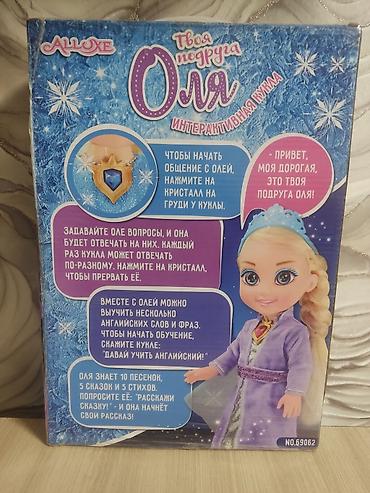 ALLUXE
Твоя
подруга
Оля
ИНТЕРАКТИВНАЯ КУКЛА
ЧТОБЫ НАЧАТЬ
ОБЩЕНИЕ С ОЛЕЙ,
НАЖМИТЕ НА
КРИСТАЛЛ НА
ГРУДИ У КУКЛЫ.
- ПРИВЕТ,
МОЯ ДОРОГАЯ,
ЭТО ТВОЯ
ПОДРУГА ОЛЯ!
ЗАДАВАЙТЕ ОЛЕ ВОПРОСЫ, И ОНА
БУДЕТ ОТВЕЧАТЬ НА НИХ. КАЖДЫЙ
РАЗ КУКЛА МОЖЕТ ОТВЕЧАТЬ
ПО-РАЗНОМУ. НАЖМИТЕ НА КРИСТАЛЛ,
ЧТОБЫ ПРЕРВАТЬ ЕЁ.
ВМЕСТЕ С ОЛЕЙ МОЖНО
ВЫУЧИТЬ НЕСКОЛЬКО
АНГЛИЙСКИХ СЛОВ И ФРАЗ.
ЧТОБЫ НАЧАТЬ ОБУЧЕНИЕ,
СКАЖИТЕ КУКЛЕ:
"ДАВАЙ УЧИТЬ АНГЛИЙСКИЙ!"
ОЛЯ ЗНАЕТ 10 ПЕСЕНОК,
5 СКАЗОК И 5 СТИХОВ.
ПОПРОСИТЕ ЕЁ: "РАССКАЖИ
СКАЗКУ!" - И ОНА НАЧНЁТ
СВОЙ РАССКАЗ!
NO.69062